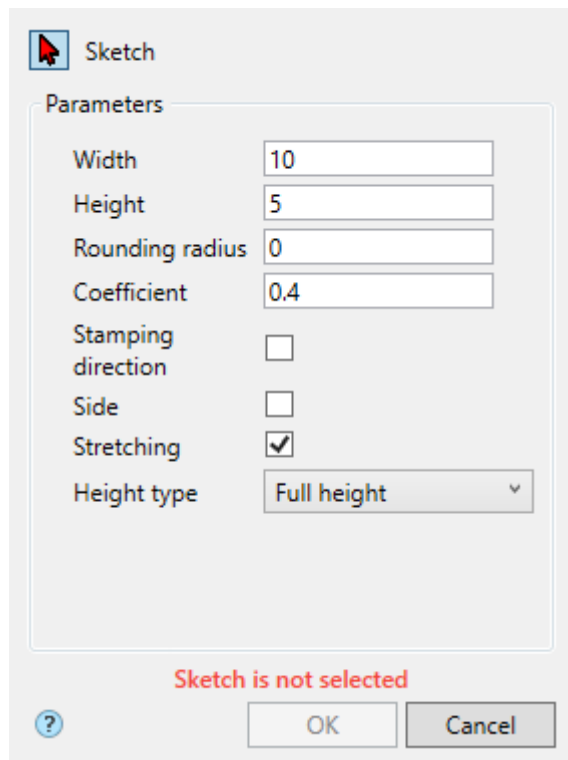 Sketch
Parameters
Width 10
Height 5
Rounding radius 0
Coefficient 0.4
Stamping
direction
Side
Stretching
Height type Full height
Sketch is not selected
? OK Cancel